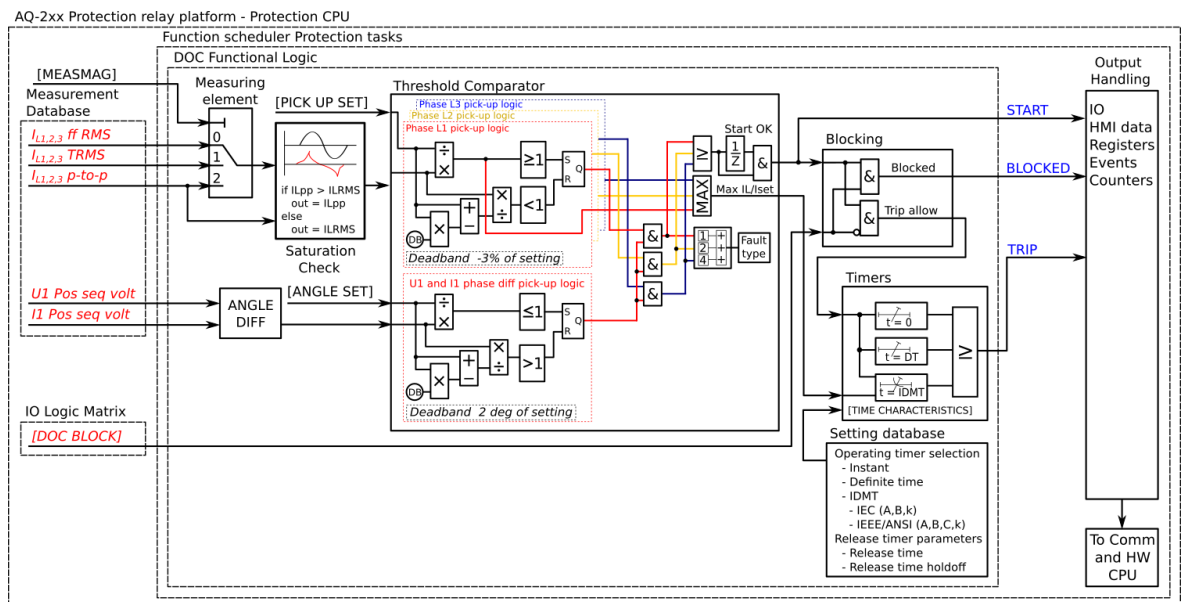 AQ-2xx Protection relay platform - Protection CPU
Function scheduler Protection tasks
DOC Functional Logic
[MEASMAG]
Measurement
Database
I_L1,2,3 ff RMS
I_L1,2,3 TRMS
I_L1,2,3 p-to-p
Measuring
element
0
1
2
[PICK UP SET]
if ILpp > ILRMS
out = ILpp
else
out = ILRMS
Saturation
Check
Threshold Comparator
Phase L3 pick-up logic
Phase L2 pick-up logic
Phase L1 pick-up logic
÷
×
≥1
S
R
Q
×
÷
<1
+
−
×
DB
Deadband -3% of setting
≥
1
Z
Start OK
&
MAX
Max IL/Iset
&
&
&
1 +
2 +
4 +
Fault
type
U1 Pos seq volt
I1 Pos seq volt
ANGLE
DIFF
[ANGLE SET]
U1 and I1 phase diff pick-up logic
÷
×
≤1
S
R
Q
×
÷
>1
+
−
×
DB
Deadband 2 deg of setting
IO Logic Matrix
[DOC BLOCK]
Blocking
&
Blocked
&
Trip allow
Timers
t = 0
t = DT
t = IDMT
≥
[TIME CHARACTERISTICS]
Setting database
Operating timer selection
- Instant
- Definite time
- IDMT
- IEC (A,B,k)
- IEEE/ANSI (A,B,C,k)
Release timer parameters
- Release time
- Release time holdoff
START
BLOCKED
TRIP
Output
Handling
IO
HMI data
Registers
Events
Counters
To Comm
and HW
CPU